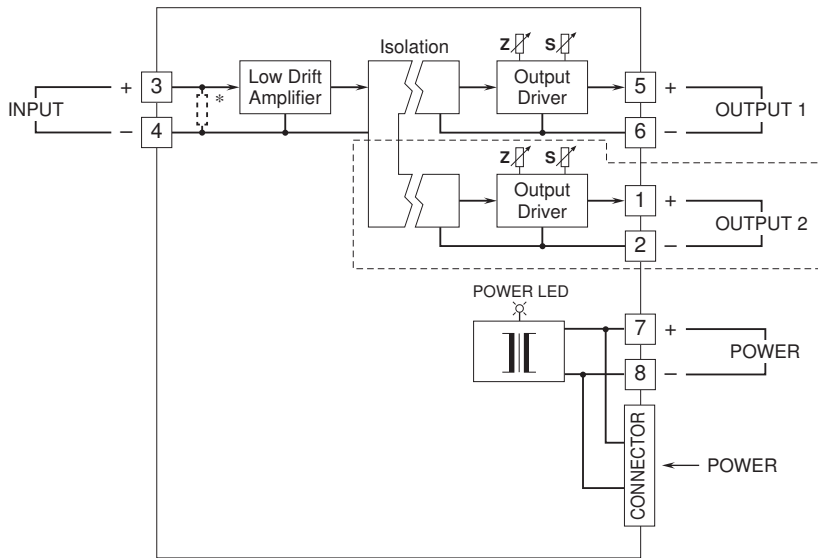 Isolation
Z S
INPUT
+ 3
*
− 4
Low Drift
Amplifier
Output
Driver
5 +
6 −
OUTPUT 1
Z S
Output
Driver
1 +
2 −
OUTPUT 2
POWER LED
7 +
8 −
POWER
CONNECTOR
POWER